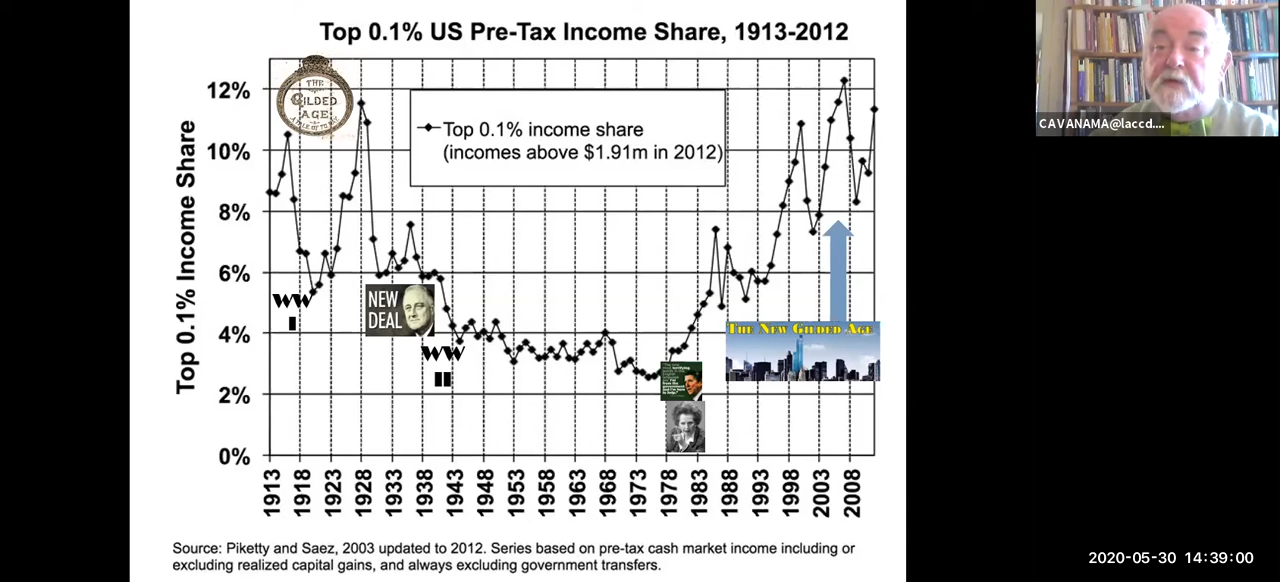 Top 0.1% US Pre-Tax Income Share, 1913-2012
Top 0.1% Income Share
12%
10%
8%
6%
4%
2%
0%
THE
GILDED
AGE
Top 0.1% income share
(incomes above $1.91m in 2012)
WW
I
NEW
DEAL
WW
II
THE NEW GILDED AGE
1913
1918
1923
1928
1933
1938
1943
1948
1953
1958
1963
1968
1973
1978
1983
1988
1993
1998
2003
2008
Source: Piketty and Saez, 2003 updated to 2012. Series based on pre-tax cash market income including or
excluding realized capital gains, and always excluding government transfers.
CAVANAMA@laccd....
2020-05-30 14:39:00